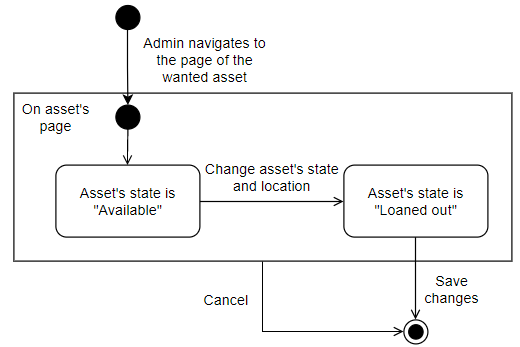 Admin navigates to
the page of the
wanted asset
On asset's
page
Asset's state is
"Available"
Change asset's state
and location
Asset's state is
"Loaned out"
Cancel
Save
changes